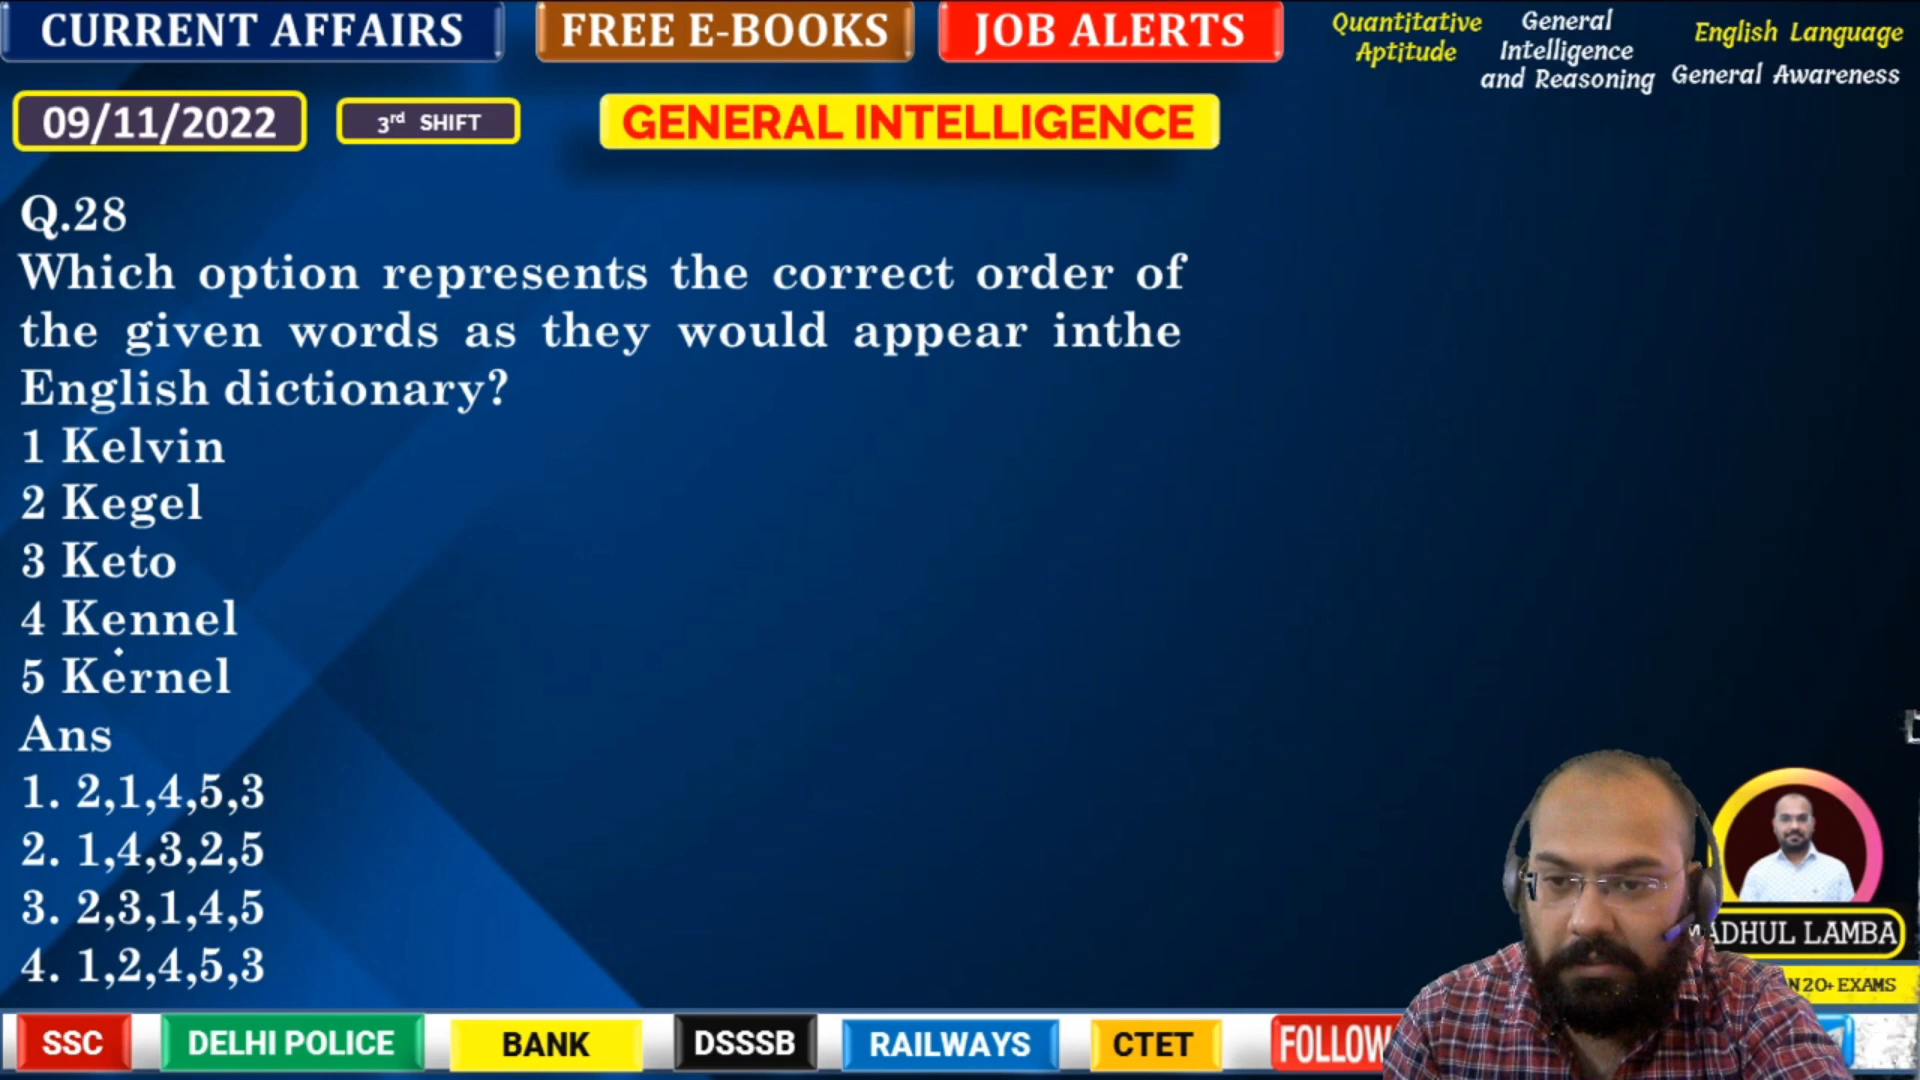 CURRENT AFFAIRS
FREE E-BOOKS
JOB ALERTS
Quantitative
Aptitude
General
Intelligence
and Reasoning
English Language
General Awareness
09/11/2022
3rd SHIFT
GENERAL INTELLIGENCE
Q.28
Which option represents the correct order of
the given words as they would appear inthe
English dictionary?
1 Kelvin
2 Kegel
3 Keto
4 Kennel
5 Kernel
Ans
1. 2,1,4,5,3
2. 1,4,3,2,5
3. 2,3,1,4,5
4. 1,2,4,5,3
ADHUL LAMBA
N 20+ EXAMS
SSC
DELHI POLICE
BANK
DSSSB
RAILWAYS
CTET
FOLLOW